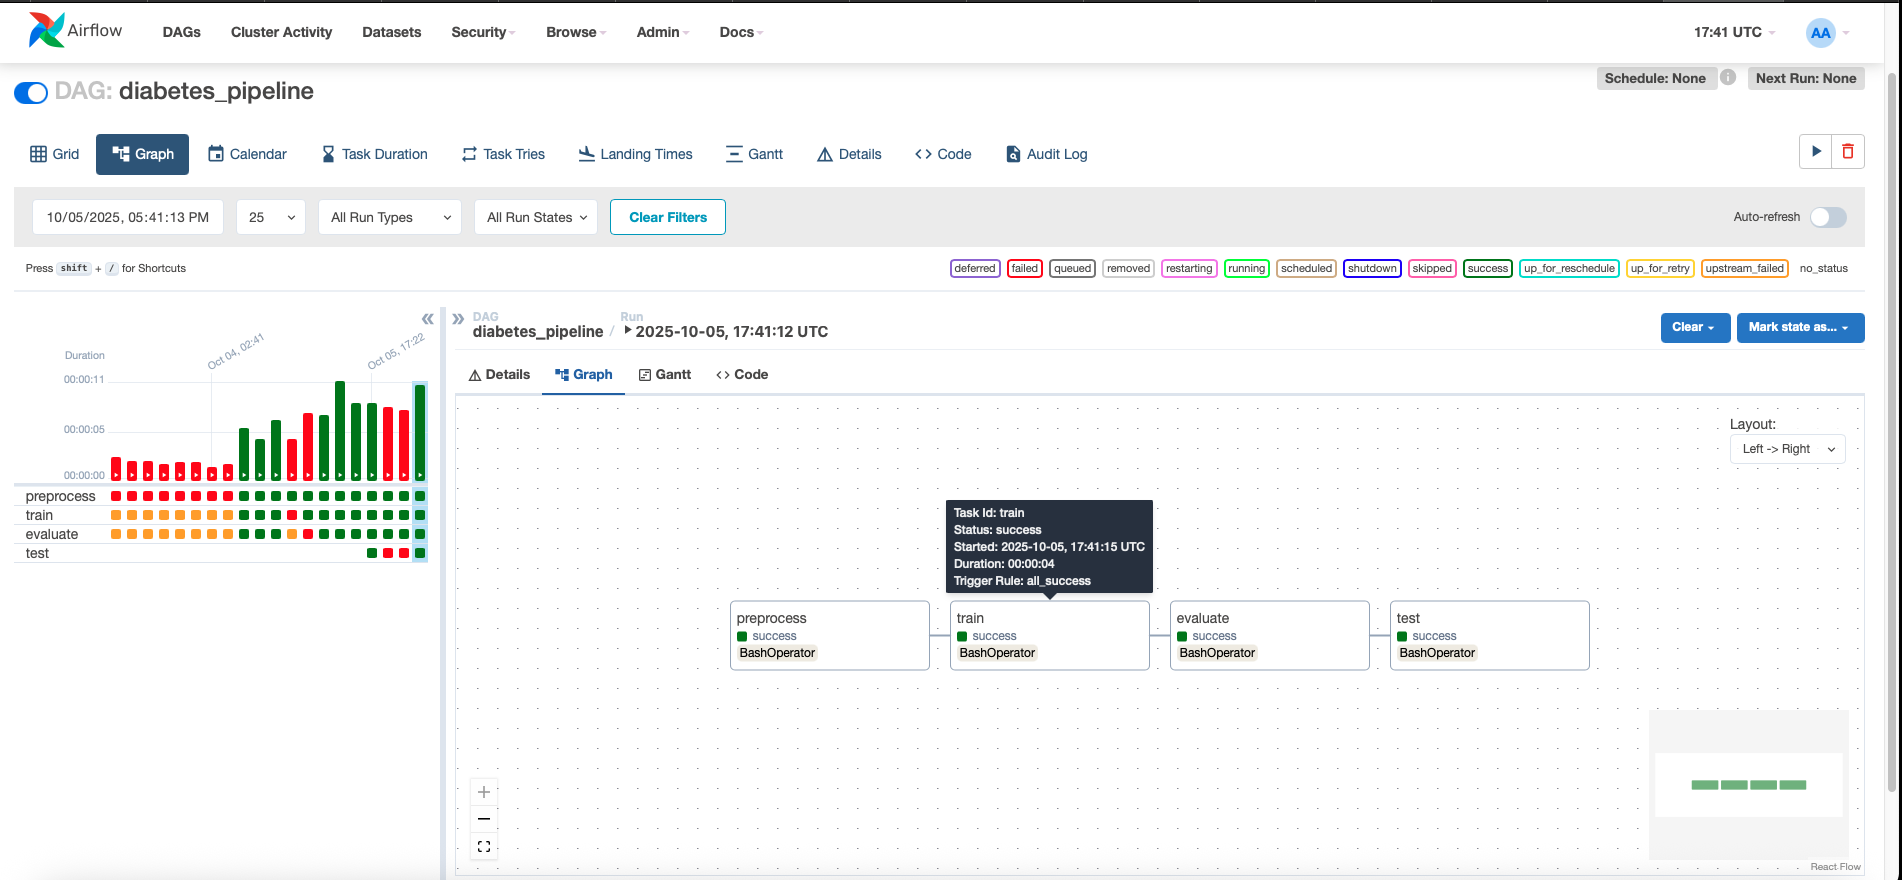 Airflow DAGs Cluster Activity Datasets Security Browse Admin Docs 17:41 UTC AA
DAG: diabetes_pipeline Schedule: None i Next Run: None
Grid Graph Calendar Task Duration Task Tries Landing Times Gantt Details Code Audit Log
10/05/2025, 05:41:13 PM 25 All Run Types All Run States Clear Filters Auto-refresh
Press shift + / for Shortcuts deferred failed queued removed restarting running scheduled shutdown skipped success up_for_reschedule up_for_retry upstream_failed no_status
Duration
Oct 04, 02:41
Oct 05, 17:22
00:00:11
00:00:05
00:00:00
preprocess
train
evaluate
test
DAG Run
diabetes_pipeline / 2025-10-05, 17:41:12 UTC
Clear Mark state as...
Details Graph Gantt Code
Layout:
Left -> Right
Task Id: train
Status: success
Started: 2025-10-05, 17:41:15 UTC
Duration: 00:00:04
Trigger Rule: all_success
preprocess
success
BashOperator
train
success
BashOperator
evaluate
success
BashOperator
test
success
BashOperator
React Flow